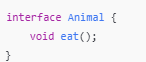 interface Animal {
    void eat();
}